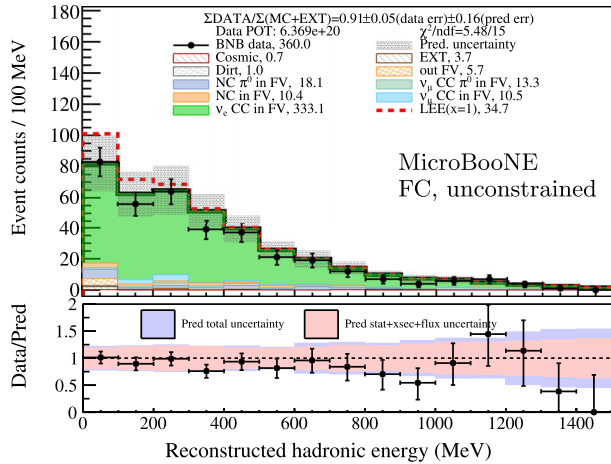 ΣDATA/Σ(MC+EXT)=0.91±0.05(data err)±0.16(pred err)
Data POT: 6.369e+20 χ²/ndf=5.48/15
BNB data, 360.0 Pred. uncertainty
Cosmic, 0.7 EXT, 3.7
Dirt, 1.0 out FV, 5.7
NC π⁰ in FV, 18.1 νμ CC π⁰ in FV, 13.3
NC in FV, 10.4 νμ CC in FV, 10.5
νe CC in FV, 333.1 LEE(x=1), 34.7
MicroBooNE
FC, unconstrained
Event counts / 100 MeV
180
160
140
120
100
80
60
40
20
0
Pred total uncertainty Pred stat+xsec+flux uncertainty
Data/Pred
2
1.5
1
0.5
0
0 200 400 600 800 1000 1200 1400
Reconstructed hadronic energy (MeV)